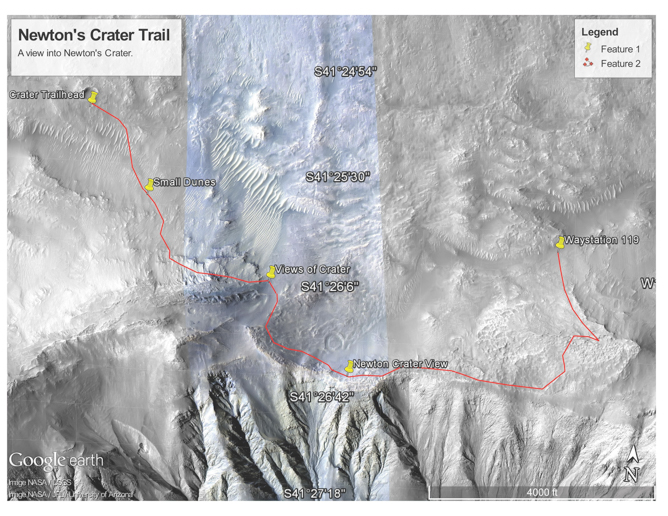 Newton's Crater Trail
A view into Newton's Crater.
Legend
Feature 1
Feature 2
S41°24'54"
Crater Trailhead
S41°25'30"
Small Dunes
Waystation 119
Views of Crater
S41°26'6"
W
Newton Crater View
S41°26'42"
Google earth
Image NASA / USGS
Image NASA / JPL / University of Arizona
S41°27'18"
N
4000 ft